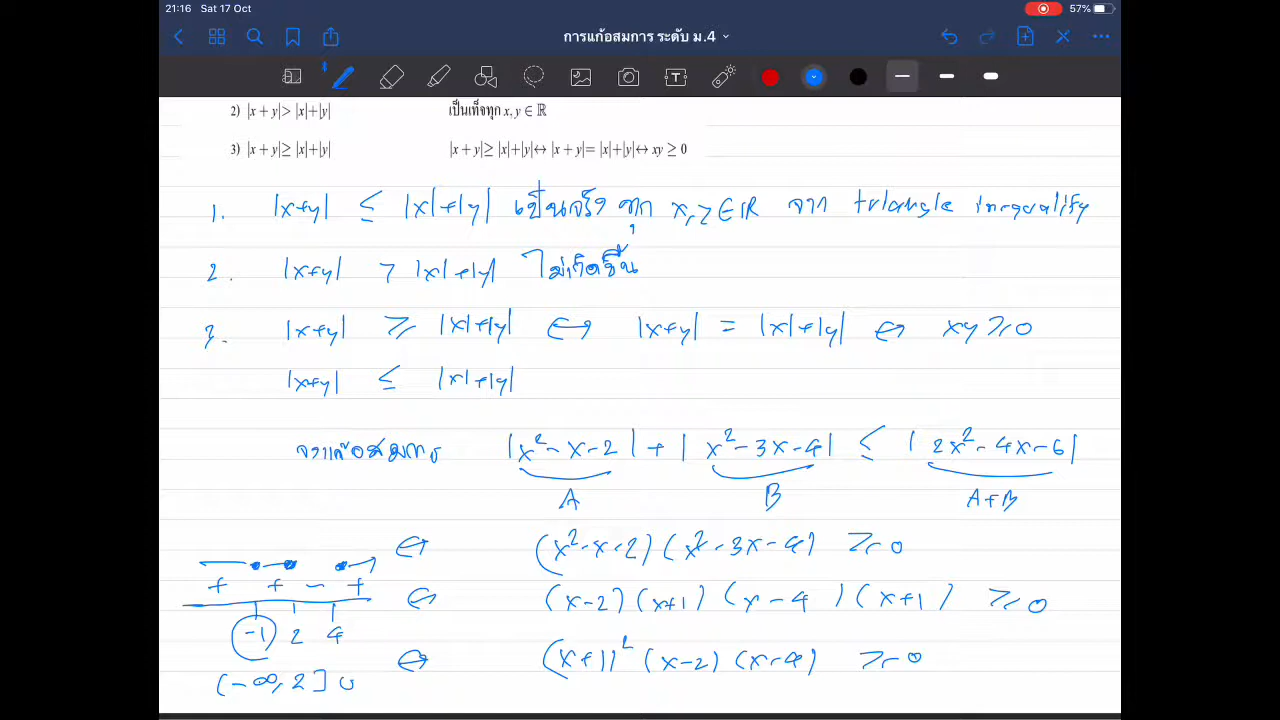 21:16 Sat 17 Oct 57%
การแก้อสมการ ระดับ ม.4
2) |x + y|> |x|+|y| เป็นเท็จทุก x, y ∈ ℝ
3) |x + y|≥ |x|+|y| |x + y|≥ |x|+|y|↔ |x + y|= |x|+|y|↔ xy ≥ 0
1. |x+y| ≤ |x|+|y| เป็นจริง ทุก x,y ∈ ℝ จาก triangle inequality
2. |x+y| > |x|+|y| ไม่เกิดขึ้น
3. |x+y| ≥ |x|+|y| ↔ |x+y| = |x|+|y| ↔ xy ≥ 0
|x+y| ≤ |x|+|y|
จงแก้อสมการ |x²-x-2| + |x²-3x-4| ≤ |2x²-4x-6|
A B A+B
↔ (x²-x-2)(x²-3x-4) ≥ 0
+ + - + ↔ (x-2)(x+1)(x-4)(x+1) ≥ 0
-1 2 4
↔ (x+1)²(x-2)(x-4) ≥ 0
(-∞, 2] ∪